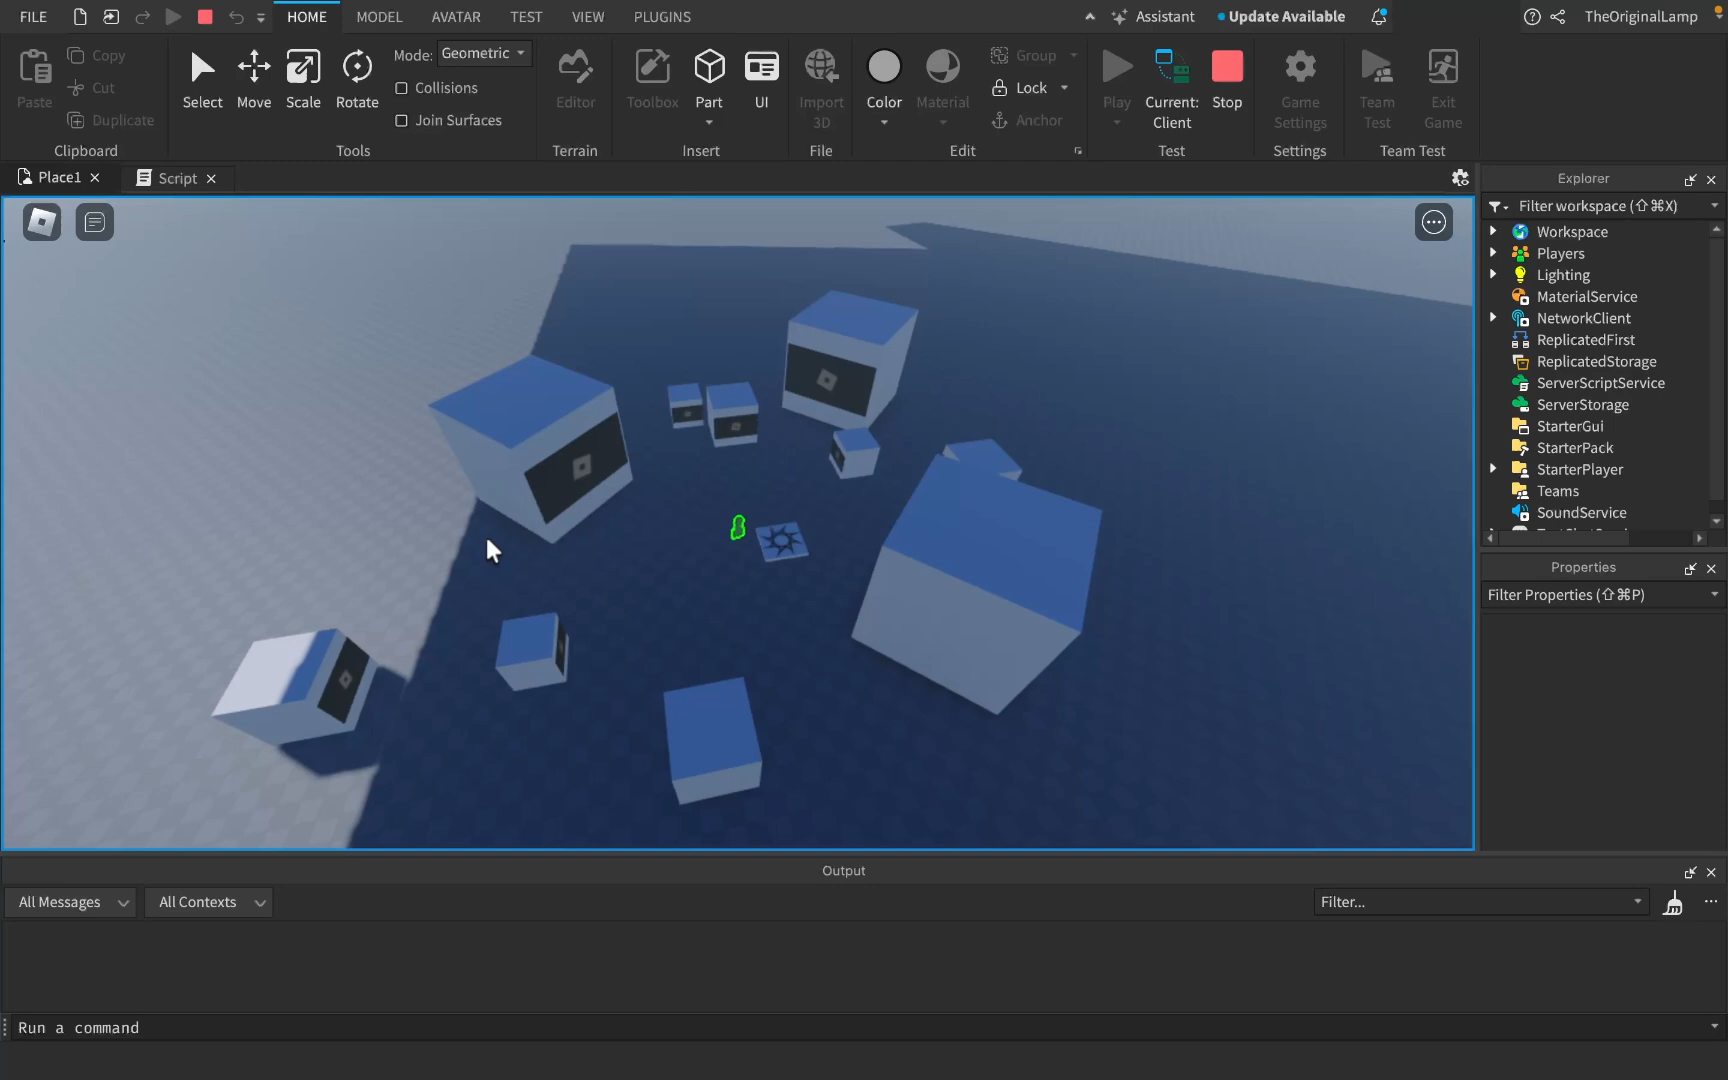 FILE HOME MODEL AVATAR TEST VIEW PLUGINS Assistant Update Available TheOriginalLamp
Paste Copy Cut Duplicate
Clipboard
Select Move Scale Rotate
Mode: Geometric
Collisions
Join Surfaces
Tools
Editor
Terrain
Toolbox Part UI
Insert
Import 3D
File
Color Material
Group
Lock
Anchor
Edit
Play Current: Client Stop
Test
Game Settings
Settings
Team Test Exit Game
Team Test
Place1 Script
Explorer
Filter workspace (⇧⌘X)
Workspace
Players
Lighting
MaterialService
NetworkClient
ReplicatedFirst
ReplicatedStorage
ServerScriptService
ServerStorage
StarterGui
StarterPack
StarterPlayer
Teams
SoundService
Properties
Filter Properties (⇧⌘P)
Output
All Messages All Contexts Filter...
Run a command